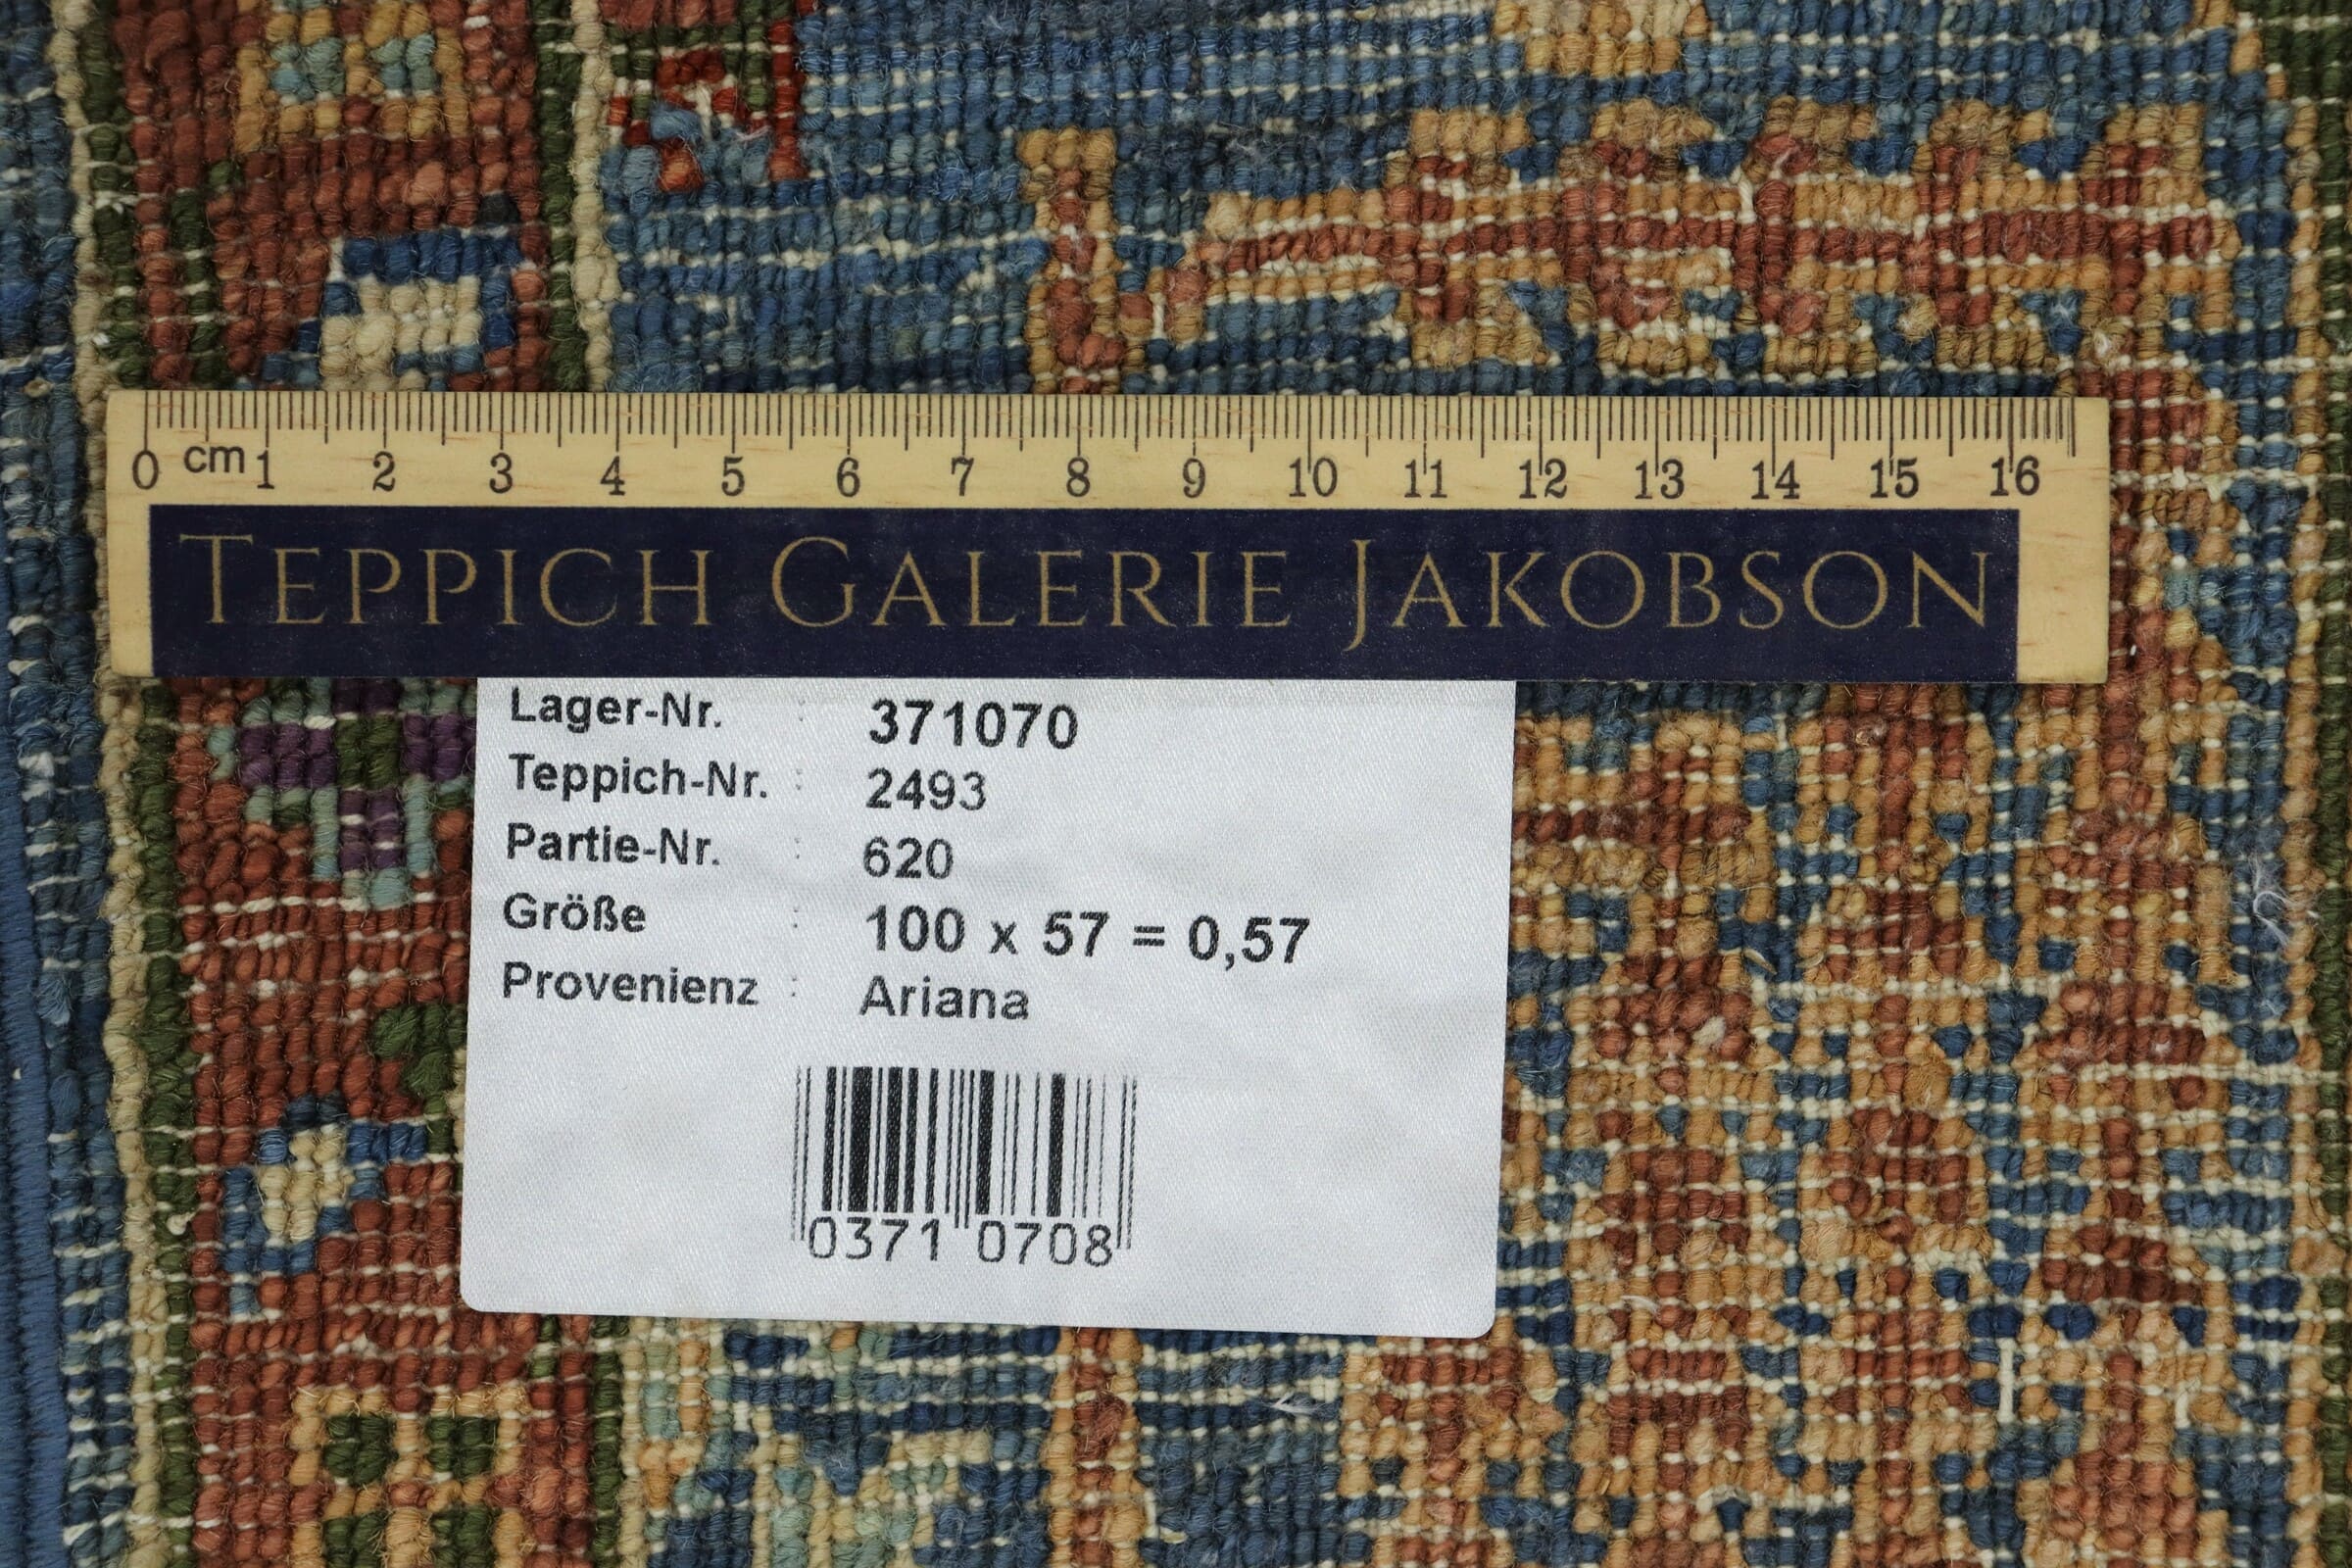 0 cm 1 2 3 4 5 6 7 8 9 10 11 12 13 14 15 16
TEPPICH GALERIE JAKOBSON
Lager-Nr. : 371070
Teppich-Nr. : 2493
Partie-Nr. : 620
Größe : 100 x 57 = 0,57
Provenienz : Ariana
0371 0708